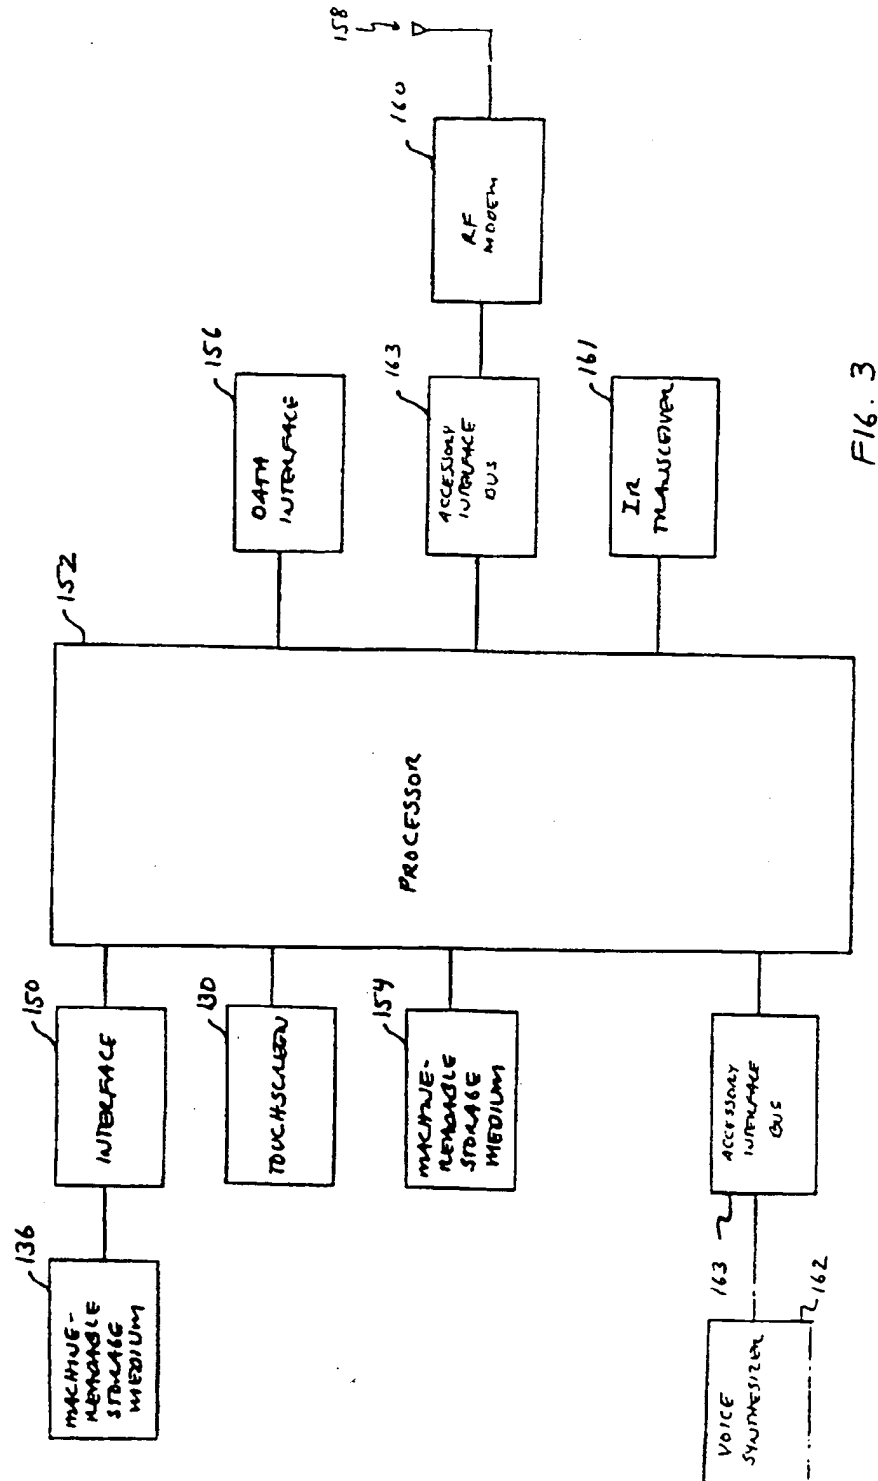 136
MACHINE-
READABLE
STORAGE
MEDIUM
150
INTERFACE
130
TOUCHSCREEN
154
MACHINE-
READABLE
STORAGE
MEDIUM
VOICE
SYNTHESIZER
162
163
ACCESSORY
INTERFACE
BUS
152
PROCESSOR
156
DATA
INTERFACE
163
ACCESSORY
INTERFACE
BUS
161
IR
TRANSCEIVER
160
RF
MODEM
158
FIG. 3